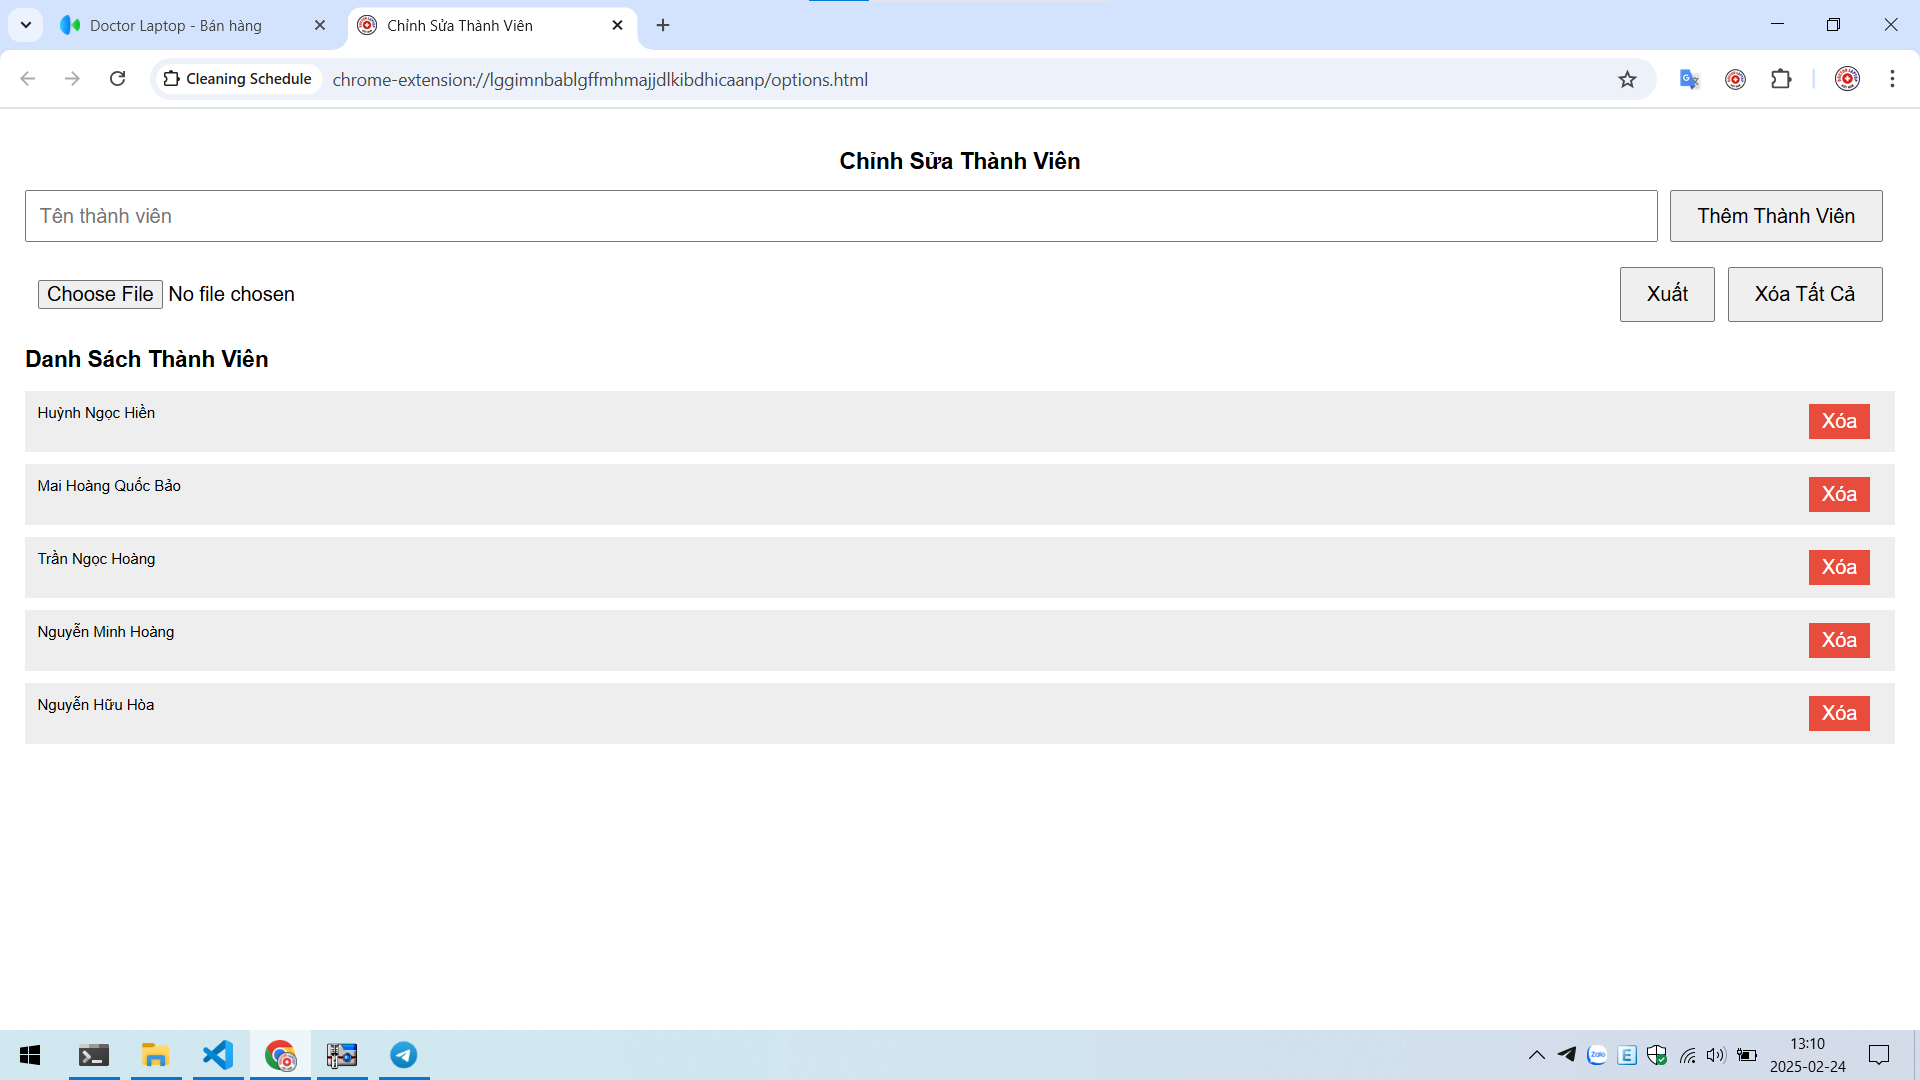 Doctor Laptop - Bán hàng
Chỉnh Sửa Thành Viên
Cleaning Schedule
chrome-extension://lggimnbablgffmhmajjdlkibdhicaanp/options.html
Chỉnh Sửa Thành Viên
Tên thành viên
Thêm Thành Viên
Choose File No file chosen
Xuất
Xóa Tất Cả
Danh Sách Thành Viên
Huỳnh Ngọc Hiền
Xóa
Mai Hoàng Quốc Bảo
Xóa
Trần Ngọc Hoàng
Xóa
Nguyễn Minh Hoàng
Xóa
Nguyễn Hữu Hòa
Xóa
Zalo
E
13:10
2025-02-24